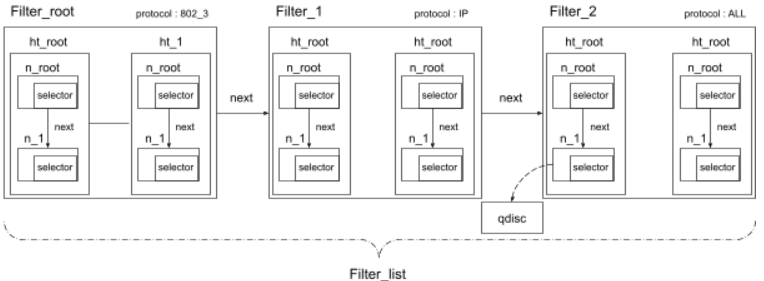 Filter_root protocol : 802_3 Filter_1 protocol : IP Filter_2 protocol : ALL
ht_root ht_1 ht_root ht_root ht_root ht_root
n_root n_root n_root n_root n_root n_root
selector selector selector selector selector selector
next next
next next next next next next
n_1 n_1 n_1 n_1 n_1 n_1
selector selector selector selector selector selector
qdisc
Filter_list